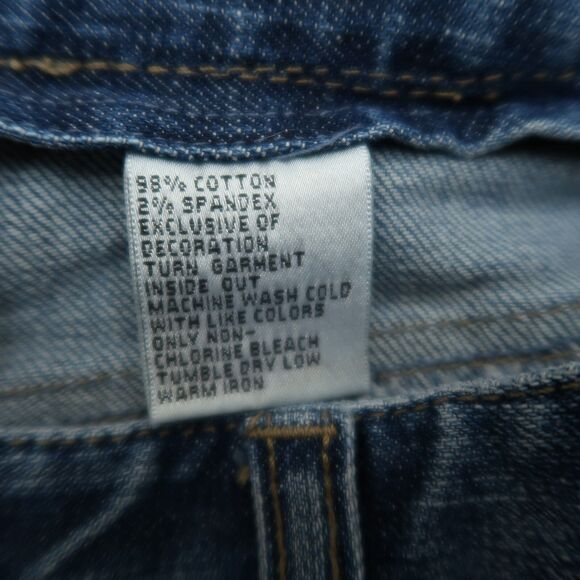 98% COTTON
2% SPANDEX
EXCLUSIVE OF
DECORATION
TURN GARMENT
INSIDE OUT
MACHINE WASH COLD
WITH LIKE COLORS
ONLY NON-
CHLORINE BLEACH
TUMBLE DRY LOW
WARM IRON